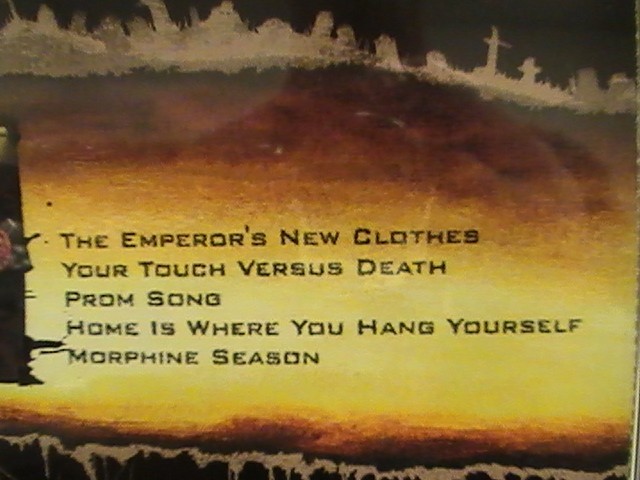 The Emperor's New Clothes
Your Touch Versus Death
Prom Song
Home Is Where You Hang Yourself
Morphine Season